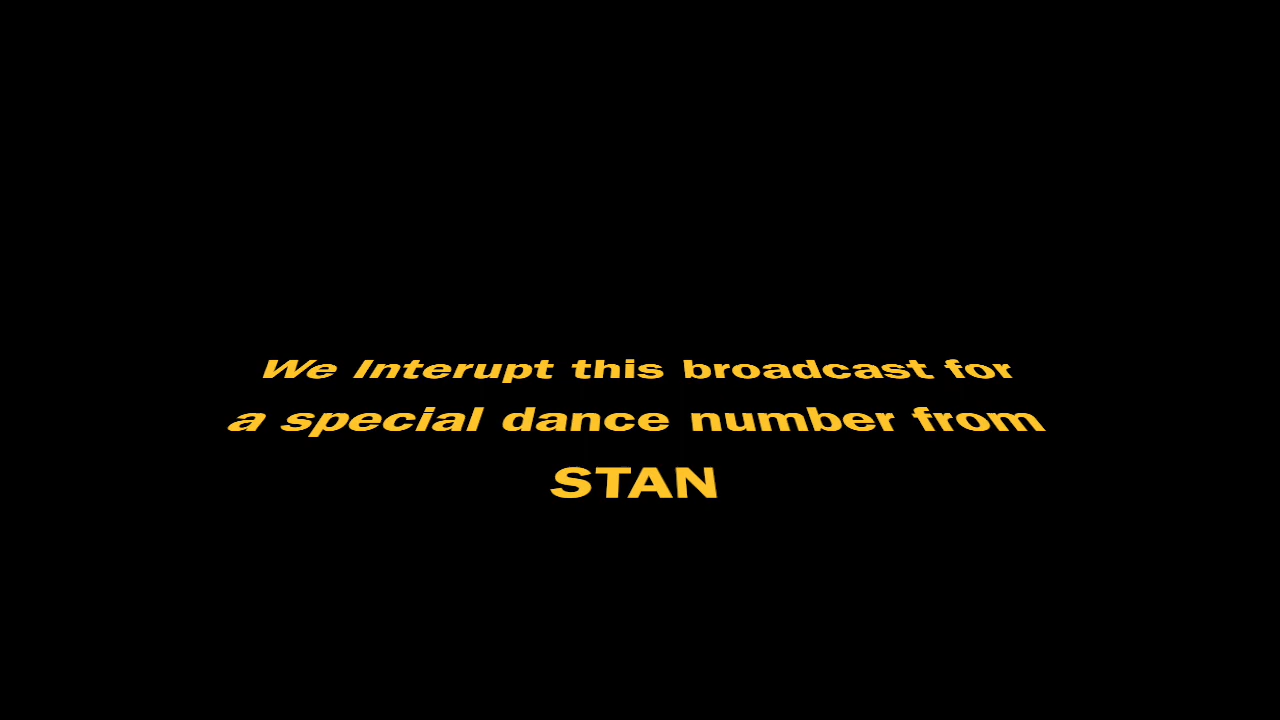 We Interupt this broadcast for
a special dance number from
STAN